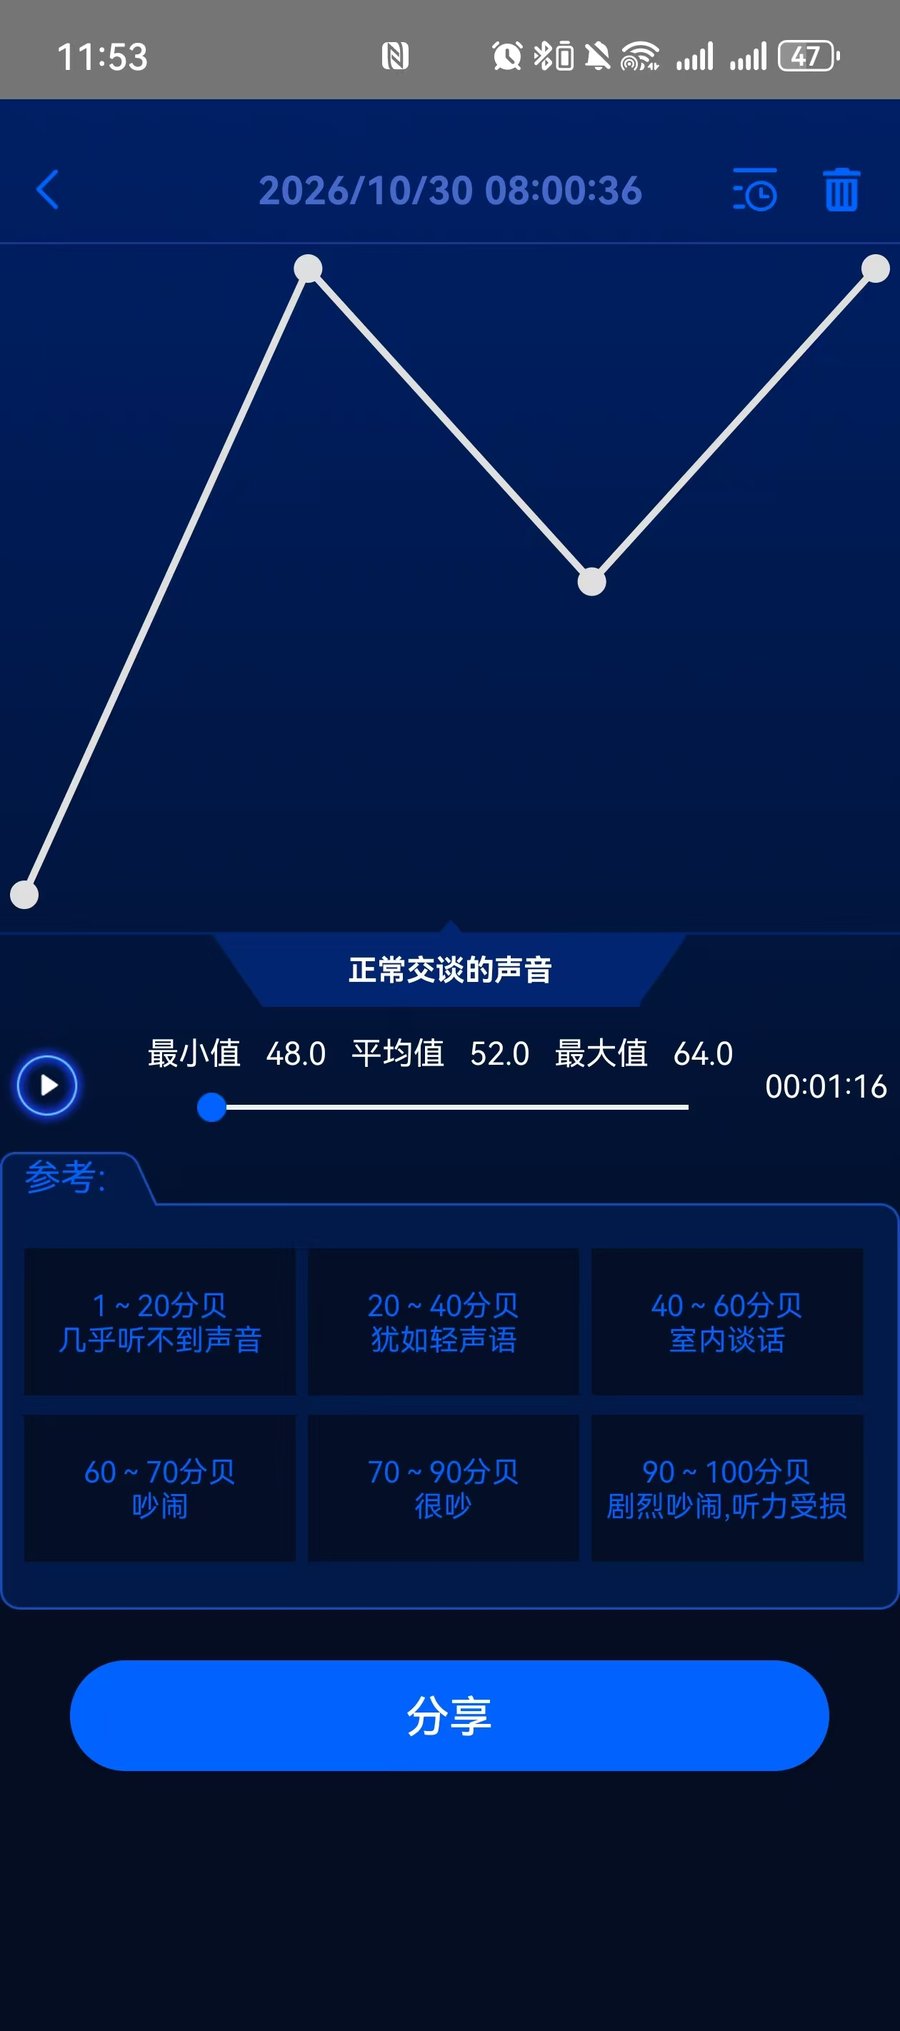 11:53
47
2026/10/30 08:00:36
正常交谈的声音
最小值 48.0 平均值 52.0 最大值 64.0
00:01:16
参考:
1～20分贝
几乎听不到声音
20～40分贝
犹如轻声语
40～60分贝
室内谈话
60～70分贝
吵闹
70～90分贝
很吵
90～100分贝
剧烈吵闹,听力受损
分享